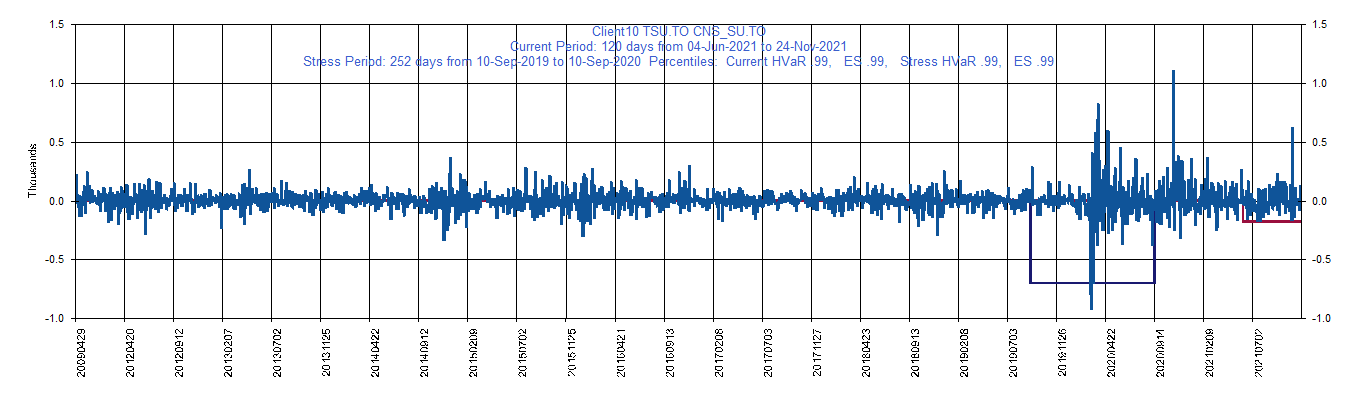 Client10 TSU.TO CNS_SU.TO
Current Period: 120 days from 04-Jun-2021 to 24-Nov-2021
Stress Period: 252 days from 10-Sep-2019 to 10-Sep-2020 Percentiles: Current HVaR .99, ES .99, Stress HVaR .99, ES .99
1.5 1.5
1.0 1.0
0.5 0.5
Thousands
0.0 0.0
-0.5 -0.5
-1.0 -1.0
20090429 20120420 20120912 20130207 20130702 20131125 20140422 20140912 20150209 20150702 20151125 20160421 20160913 20170208 20170703 20171127 20180423 20180913 20190208 20190703 20191126 20200422 20200914 20210209 20210702